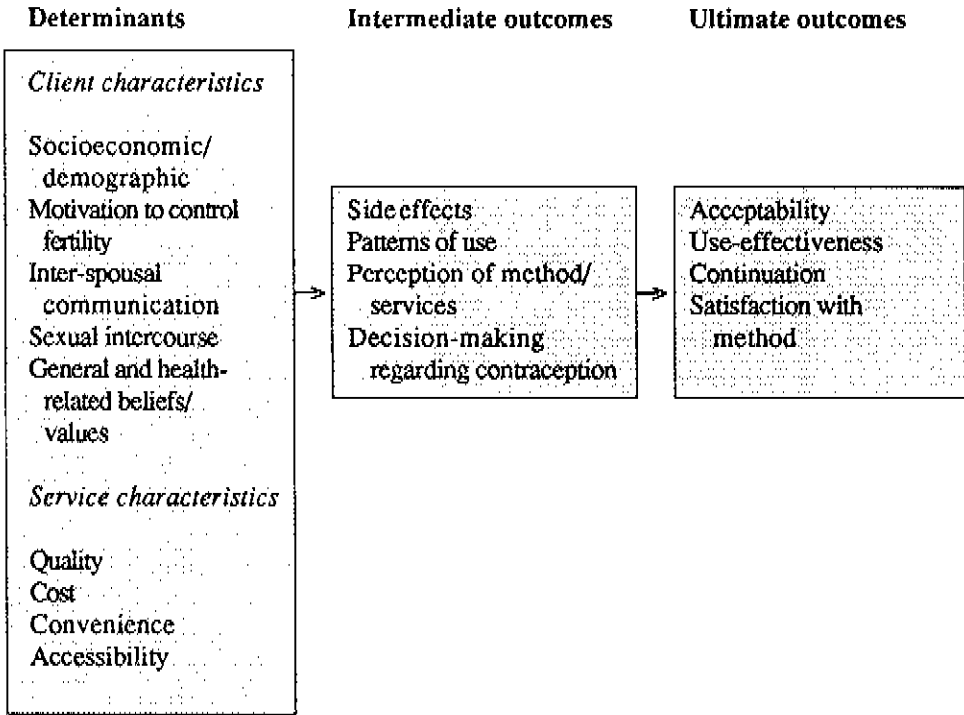 Determinants
Client characteristics
Socioeconomic/
demographic
Motivation to control
fertility
Inter-spousal
communication
Sexual intercourse
General and health-
related beliefs/
values
Service characteristics
Quality
Cost
Convenience
Accessibility
Intermediate outcomes
Side effects
Patterns of use
Perception of method/
services
Decision-making
regarding contraception
Ultimate outcomes
Acceptability
Use-effectiveness
Continuation
Satisfaction with
method